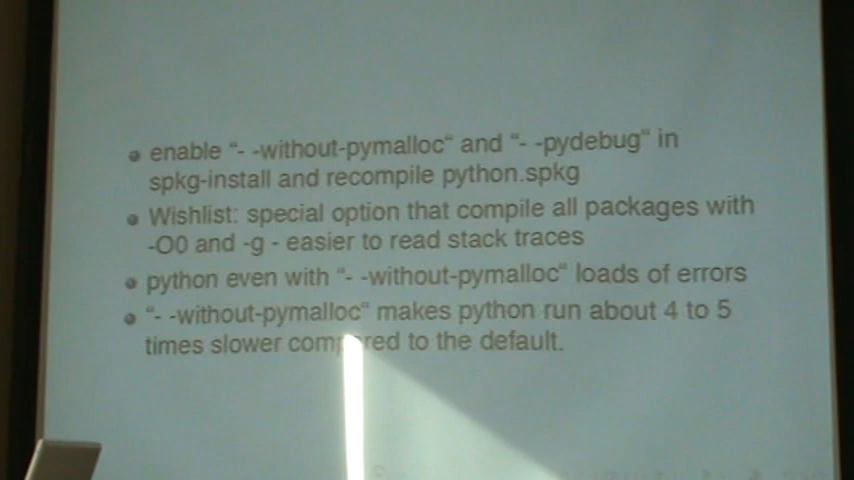 enable “- -without-pymalloc“ and “- -pydebug“ in
spkg-install and recompile python.spkg
Wishlist: special option that compile all packages with
-O0 and -g - easier to read stack traces
python even with “- -without-pymalloc“ loads of errors
“- -without-pymalloc“ makes python run about 4 to 5
times slower compared to the default.